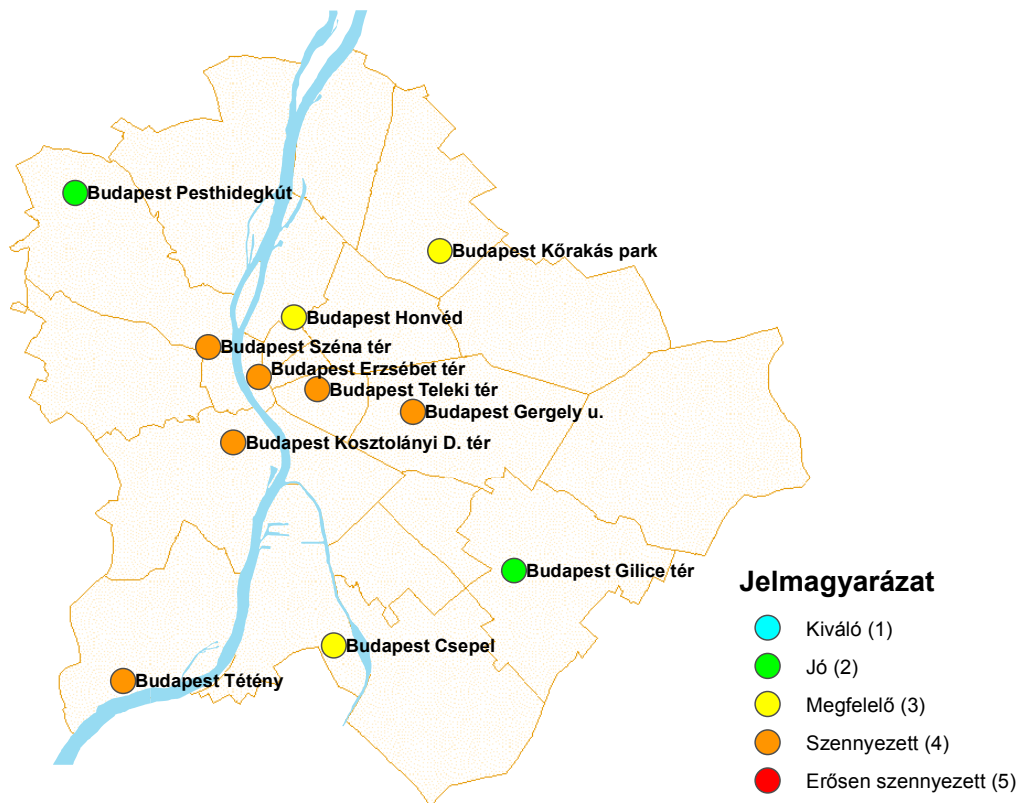 Budapest Pesthidegkút
Budapest Kőrakás park
Budapest Honvéd
Budapest Széna tér
Budapest Erzsébet tér
Budapest Teleki tér
Budapest Gergely u.
Budapest Kosztolányi D. tér
Budapest Gilice tér
Budapest Csepel
Budapest Tétény
Jelmagyarázat
Kiváló (1)
Jó (2)
Megfelelő (3)
Szennyezett (4)
Erősen szennyezett (5)